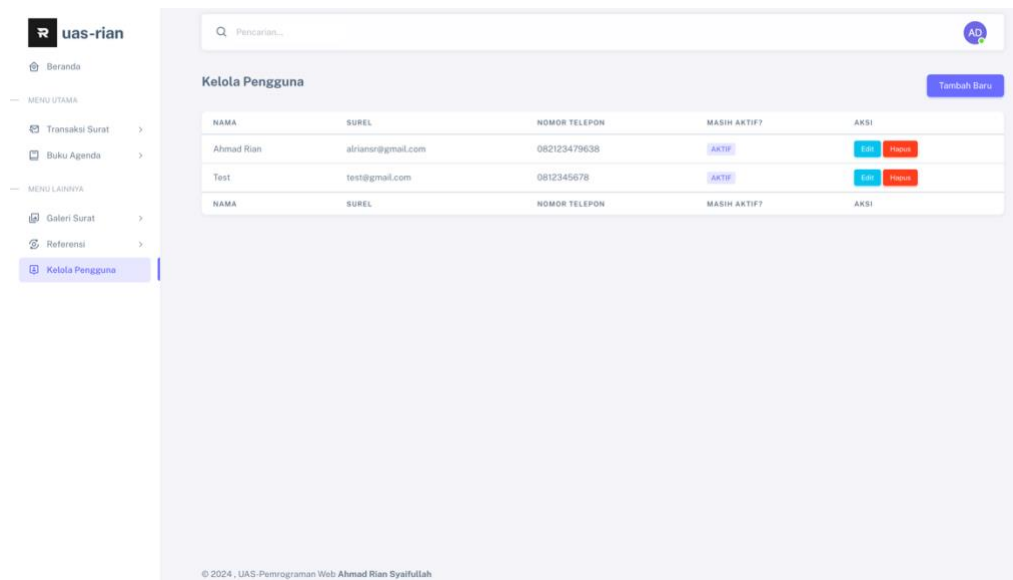 uas-rian
Pencarian...
AD
Beranda
MENU UTAMA
Transaksi Surat
Buku Agenda
MENU LAINNYA
Galeri Surat
Referensi
Kelola Pengguna
Kelola Pengguna
Tambah Baru
NAMA SUREL NOMOR TELEPON MASIH AKTIF? AKSI
Ahmad Rian alriansr@gmail.com 082123479638 AKTIF Edit Hapus
Test test@gmail.com 0812345678 AKTIF Edit Hapus
NAMA SUREL NOMOR TELEPON MASIH AKTIF? AKSI
© 2024 , UAS-Pemrograman Web Ahmad Rian Syaifullah